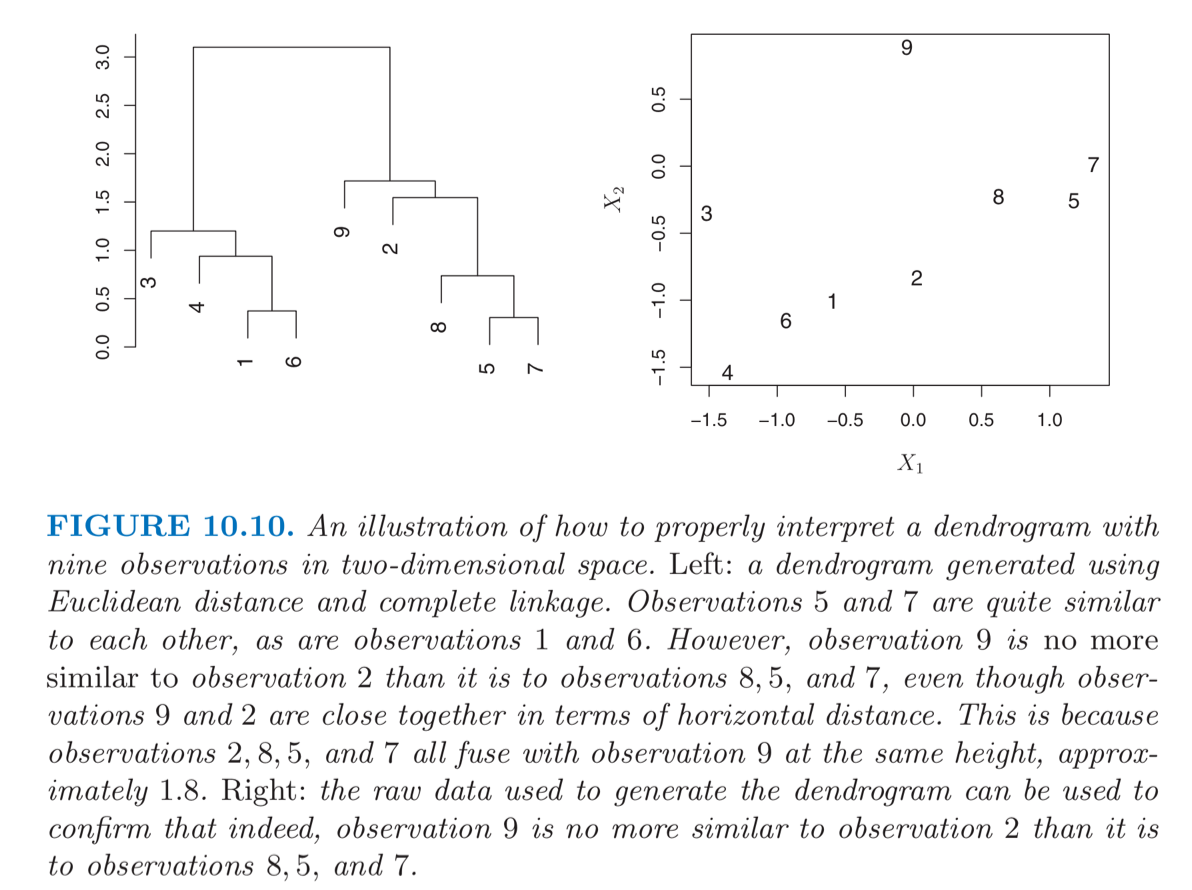 3.0
2.5
2.0
1.5
1.0
0.5
0.0
3
4
1
6
9
2
8
5
7
X2
0.5
0.0
−0.5
−1.0
−1.5
9
7
8
5
3
2
1
6
4
−1.5 −1.0 −0.5 0.0 0.5 1.0
X1
FIGURE 10.10. An illustration of how to properly interpret a dendrogram with
nine observations in two-dimensional space. Left: a dendrogram generated using
Euclidean distance and complete linkage. Observations 5 and 7 are quite similar
to each other, as are observations 1 and 6. However, observation 9 is no more
similar to observation 2 than it is to observations 8, 5, and 7, even though obser-
vations 9 and 2 are close together in terms of horizontal distance. This is because
observations 2, 8, 5, and 7 all fuse with observation 9 at the same height, approx-
imately 1.8. Right: the raw data used to generate the dendrogram can be used to
confirm that indeed, observation 9 is no more similar to observation 2 than it is
to observations 8, 5, and 7.